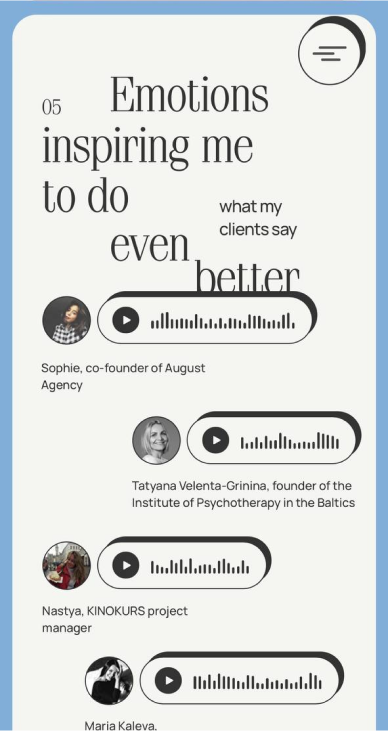 05
Emotions
inspiring me
to do
what my
clients say
even
better
Sophie, co-founder of August
Agency
Tatyana Velenta-Grinina, founder of the
Institute of Psychotherapy in the Baltics
Nastya, KINOKURS project
manager
Maria Kaleva,